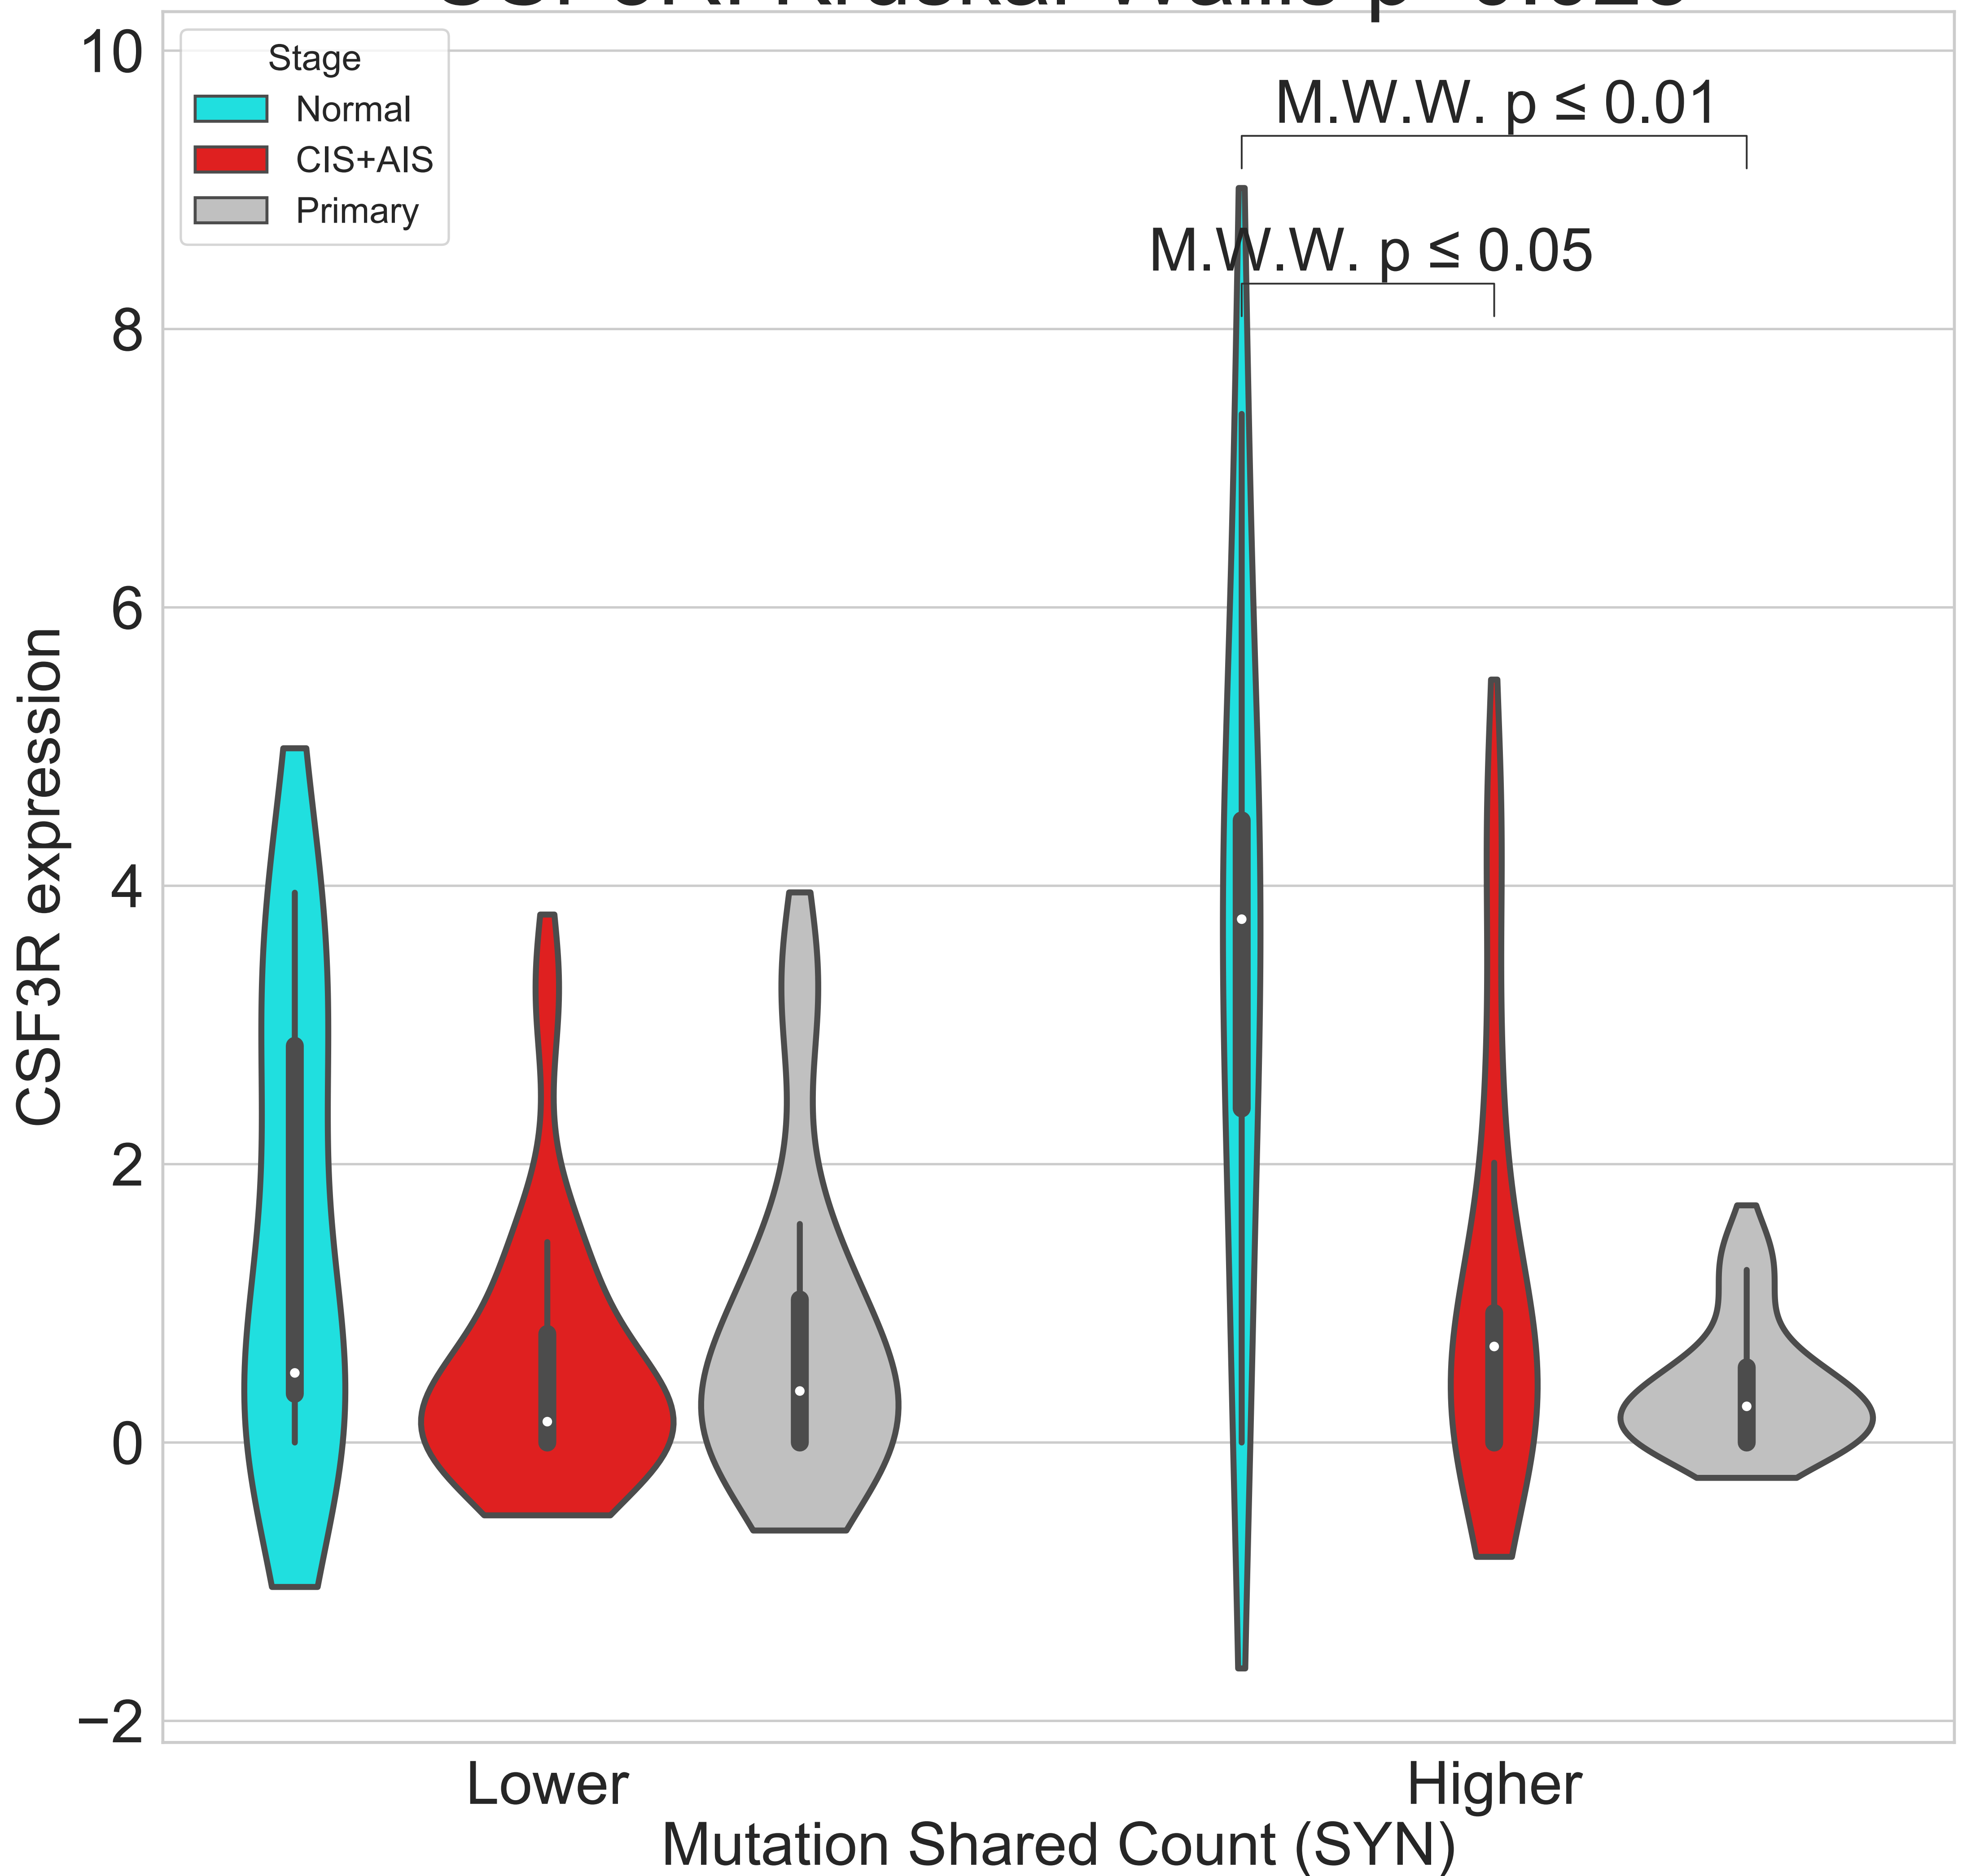 10
8
6
4
2
0
−2
CSF3R expression
Stage
Normal
CIS+AIS
Primary
M.W.W. p ≤ 0.01
M.W.W. p ≤ 0.05
Lower
Higher
Mutation Shared Count (SYN)